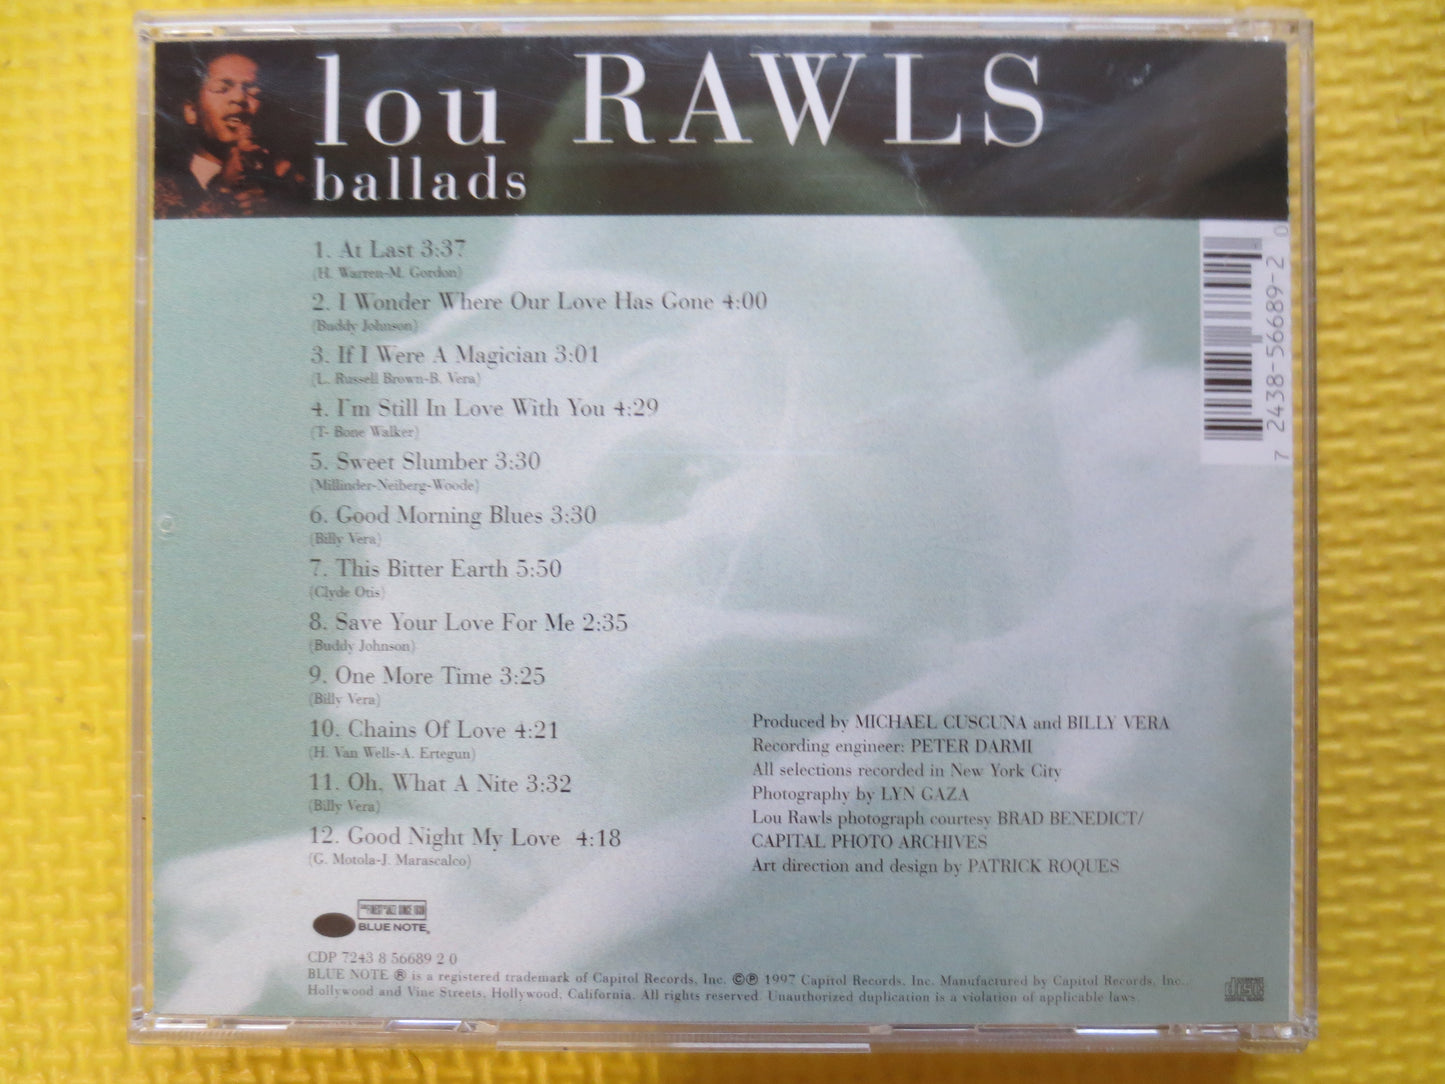 lou RAWLS
ballads
1. At Last 3:37
(H. Warren-M. Gordon)
2. I Wonder Where Our Love Has Gone 4:00
(Buddy Johnson)
3. If I Were A Magician 3:01
(L. Russell Brown-B. Vera)
4. I'm Still In Love With You 4:29
(T- Bone Walker)
5. Sweet Slumber 3:30
(Millinder-Neiberg-Woode)
6. Good Morning Blues 3:30
(Billy Vera)
7. This Bitter Earth 5:50
(Clyde Otis)
8. Save Your Love For Me 2:35
(Buddy Johnson)
9. One More Time 3:25
(Billy Vera)
10. Chains Of Love 4:21
(H. Van Wells-A. Ertegun)
11. Oh, What A Nite 3:32
(Billy Vera)
12. Good Night My Love 4:18
(G. Motola-J. Marascalco)
Produced by MICHAEL CUSCUNA and BILLY VERA
Recording engineer: PETER DARMI
All selections recorded in New York City
Photography by LYN GAZA
Lou Rawls photograph courtesy BRAD BENEDICT/
CAPITAL PHOTO ARCHIVES
Art direction and design by PATRICK ROQUES
7 2438-56689-2 0
BLUE NOTE
CDP 7243 8 56689 2 0
BLUE NOTE ® is a registered trademark of Capitol Records, Inc. ©℗ 1997 Capitol Records, Inc. Manufactured by Capitol Records, Inc.,
Hollywood and Vine Streets, Hollywood, California. All rights reserved. Unauthorized duplication is a violation of applicable laws.
disc